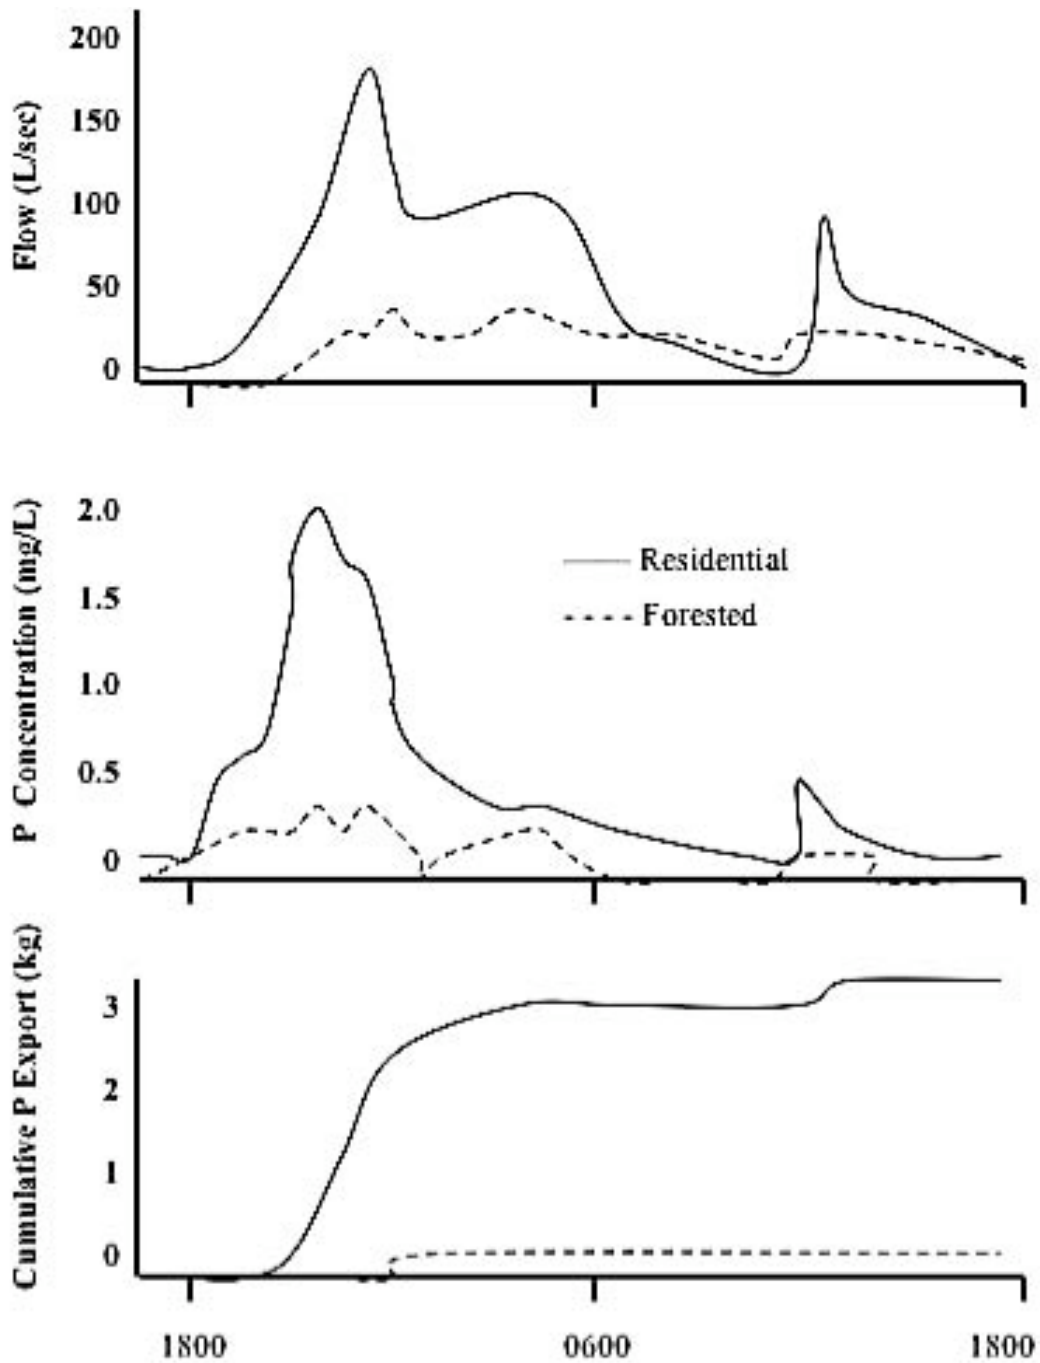 Flow (L/sec)
200
150
100
50
0
P Concentration (mg/L)
2.0
1.5
1.0
0.5
0
Residential
Forested
Cumulative P Export (kg)
3
2
1
0
1800 0600 1800